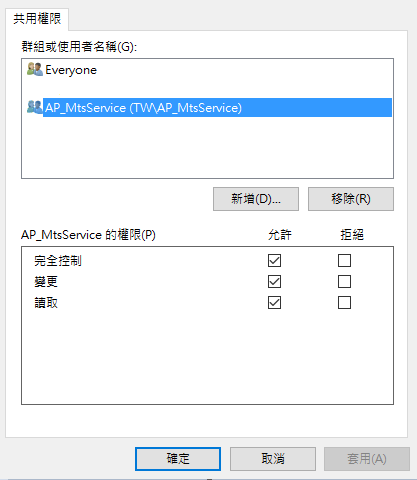 共用權限
群組或使用者名稱(G):
Everyone
AP_MtsService (TW\AP_MtsService)
新增(D)... 移除(R)
AP_MtsService 的權限(P) 允許 拒絕
完全控制
變更
讀取
確定 取消 套用(A)